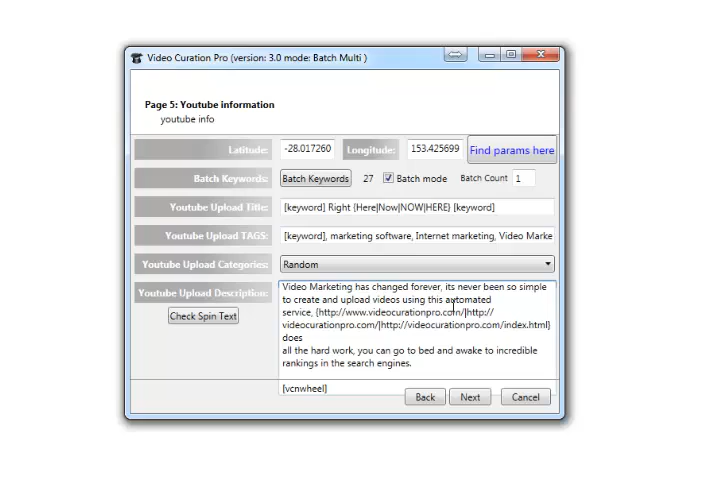 Video Curation Pro (version: 3.0 mode: Batch Multi )
Page 5: Youtube information
youtube info
Latitude: -28.017260 Longitude: 153.425699 Find params here
Batch Keywords: Batch Keywords 27 Batch mode Batch Count 1
Youtube Upload Title: [keyword] Right {Here|Now|NOW|HERE} [keyword]
Youtube Upload TAGS: [keyword], marketing software, Internet marketing, Video Marke
Youtube Upload Categories: Random
Youtube Upload Description: Video Marketing has changed forever, its never been so simple
to create and upload videos using this automated
Check Spin Text service, {http://www.videocurationpro.com/|http://
videocurationpro.com/|http://videocurationpro.com/index.html}
does
all the hard work, you can go to bed and awake to incredible
rankings in the search engines.
[vcnwheel]
Back Next Cancel